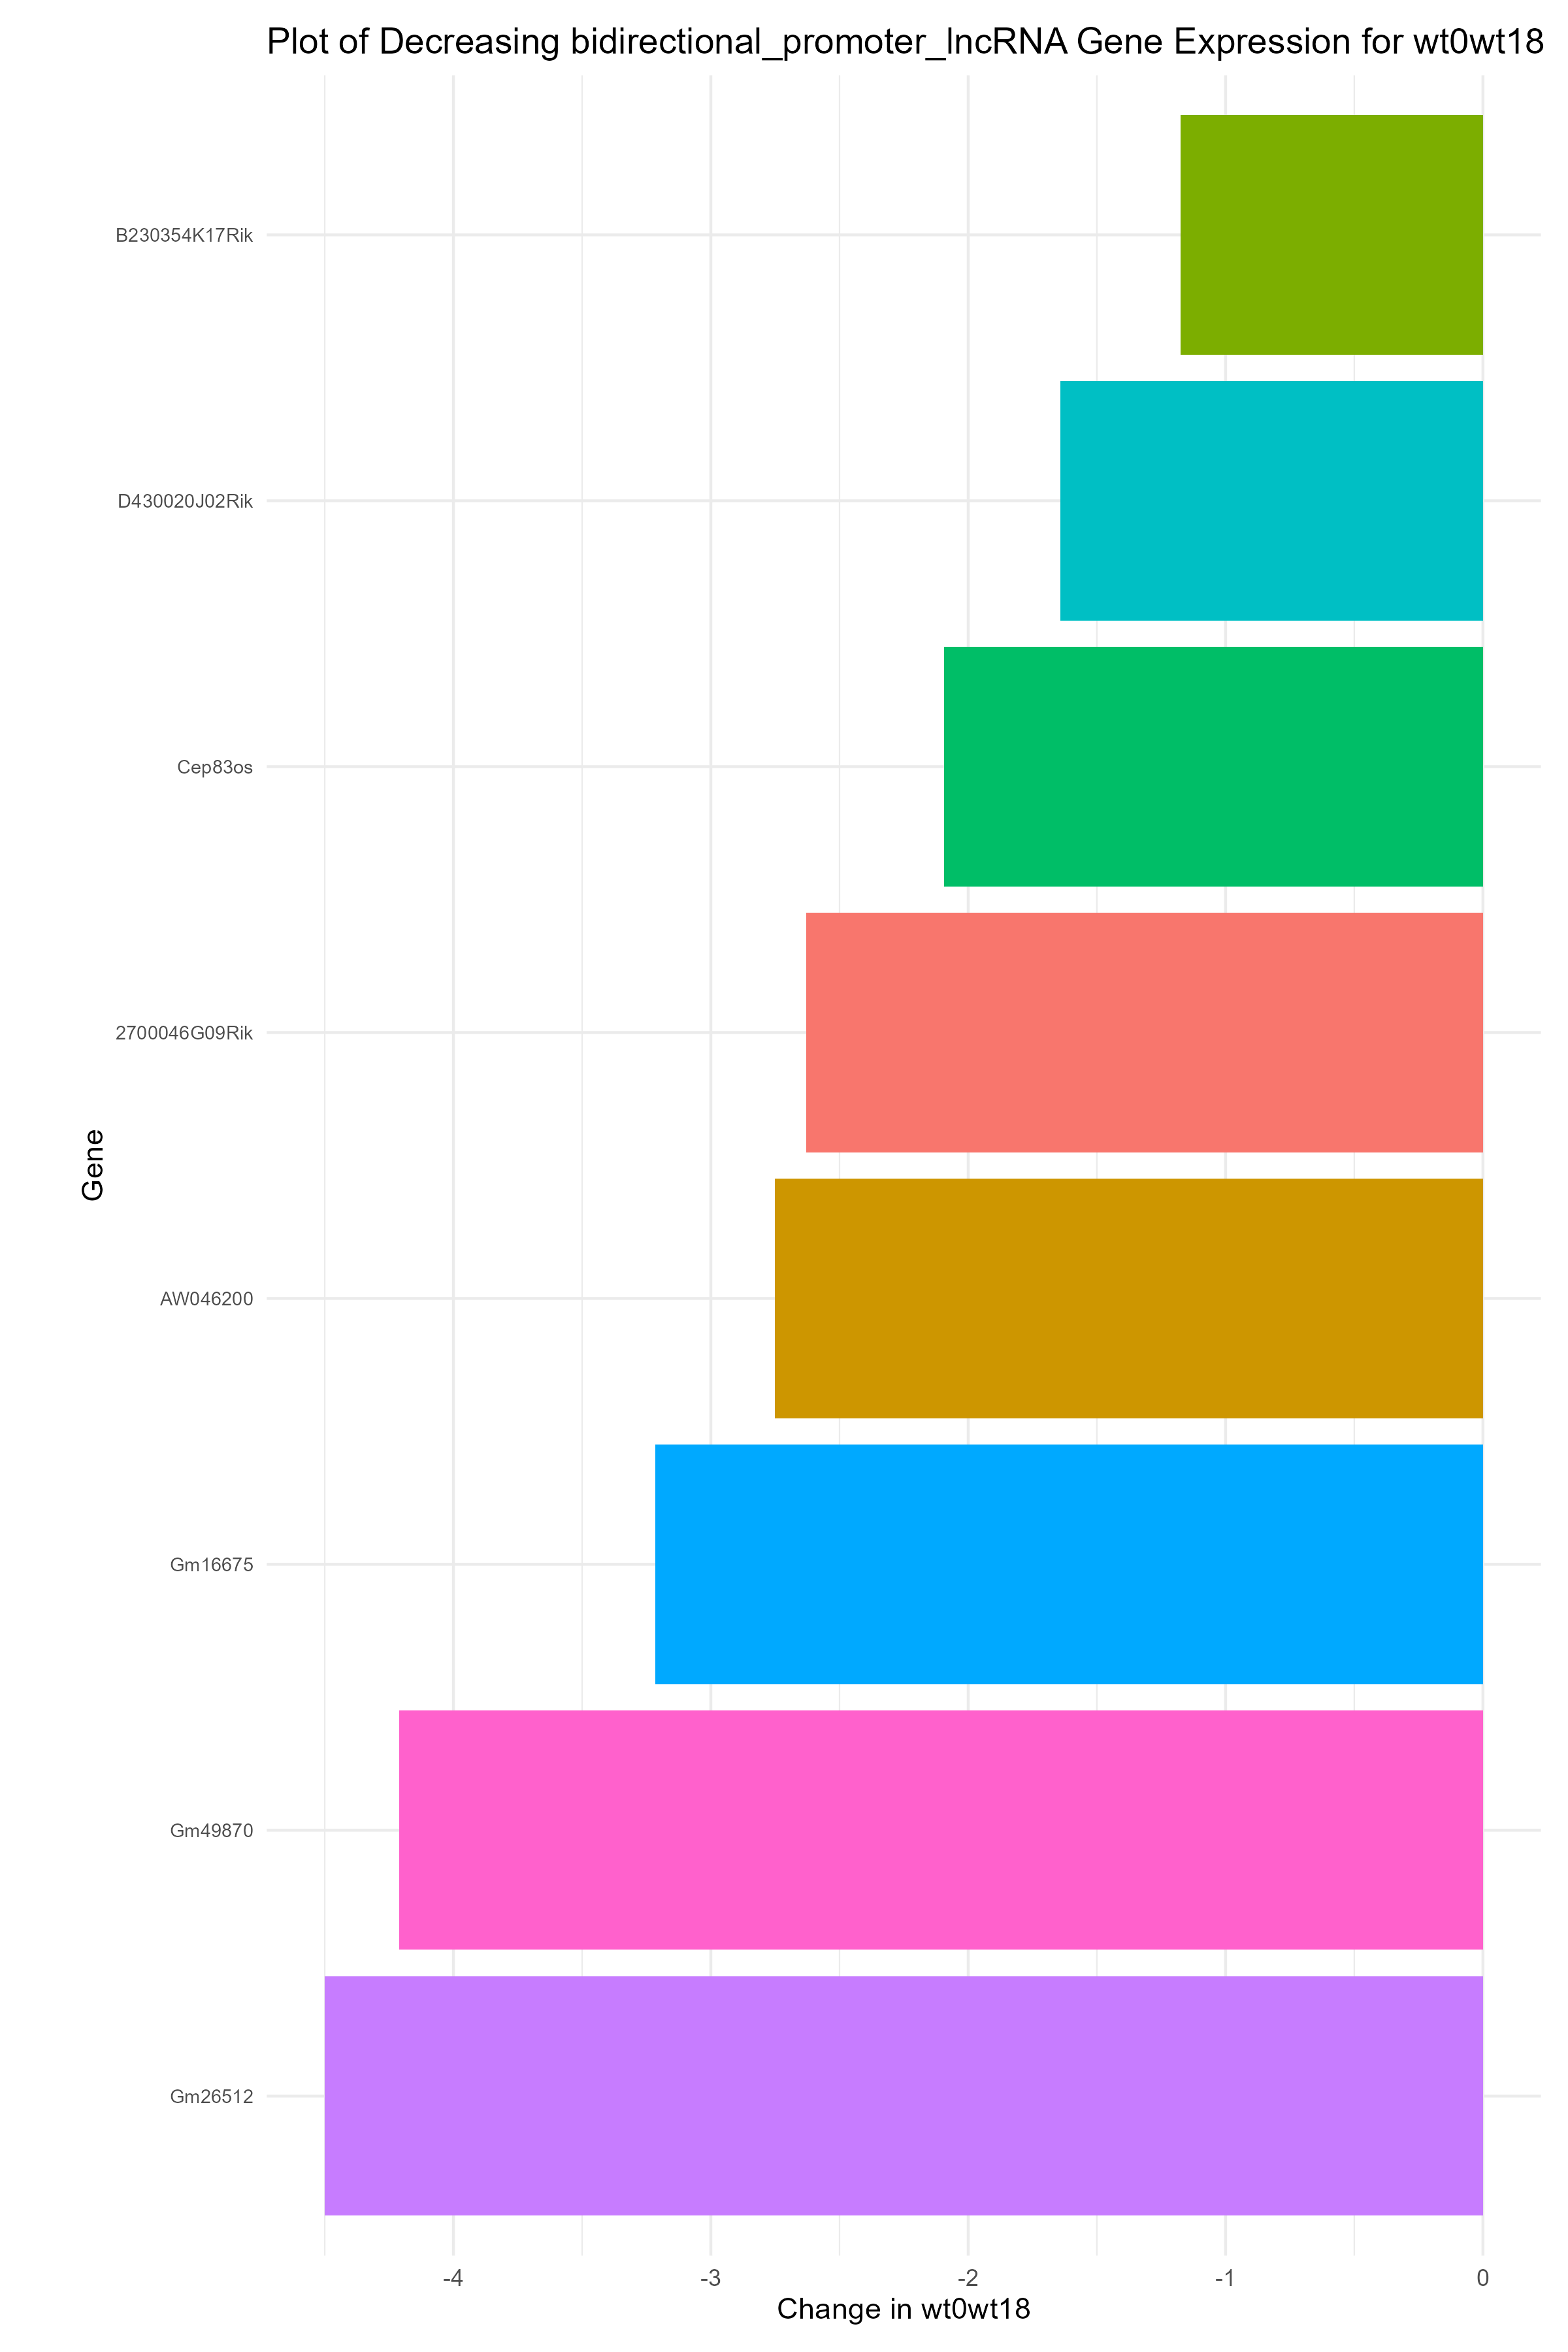 Plot of Decreasing bidirectional_promoter_lncRNA Gene Expression for wt0wt18
B230354K17Rik
D430020J02Rik
Cep83os
2700046G09Rik
Gene
AW046200
Gm16675
Gm49870
Gm26512
-4 -3 -2 -1 0
Change in wt0wt18